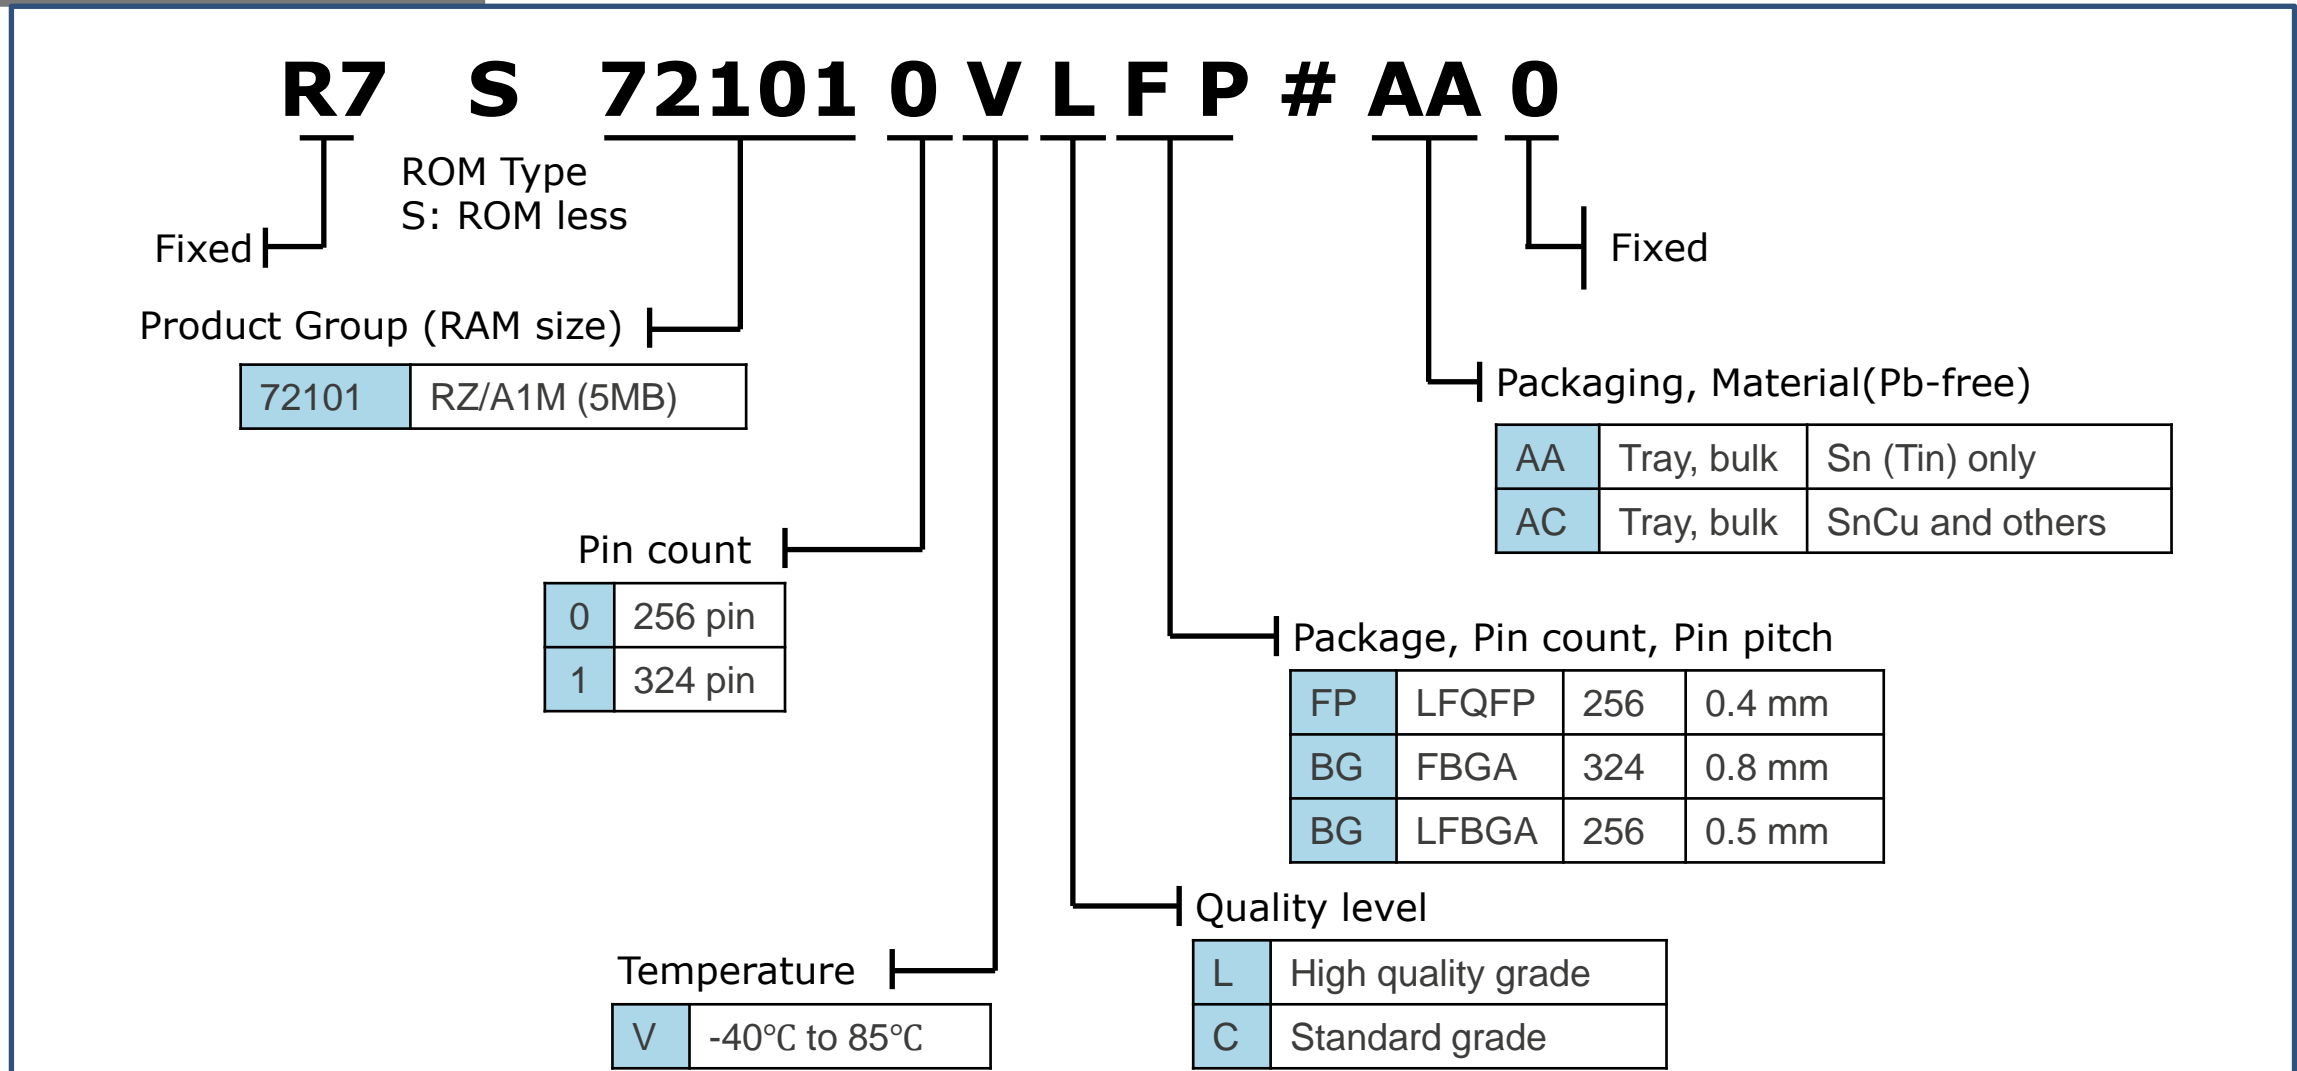 R7 S 72101 0 V L F P # AA 0
ROM Type
S: ROM less
Fixed
Fixed
Product Group (RAM size)
72101 RZ/A1M (5MB)
Packaging, Material(Pb-free)
AA Tray, bulk Sn (Tin) only
AC Tray, bulk SnCu and others
Pin count
0 256 pin
1 324 pin
Package, Pin count, Pin pitch
FP LFQFP 256 0.4 mm
BG FBGA 324 0.8 mm
BG LFBGA 256 0.5 mm
Quality level
L High quality grade
C Standard grade
Temperature
V -40℃ to 85℃